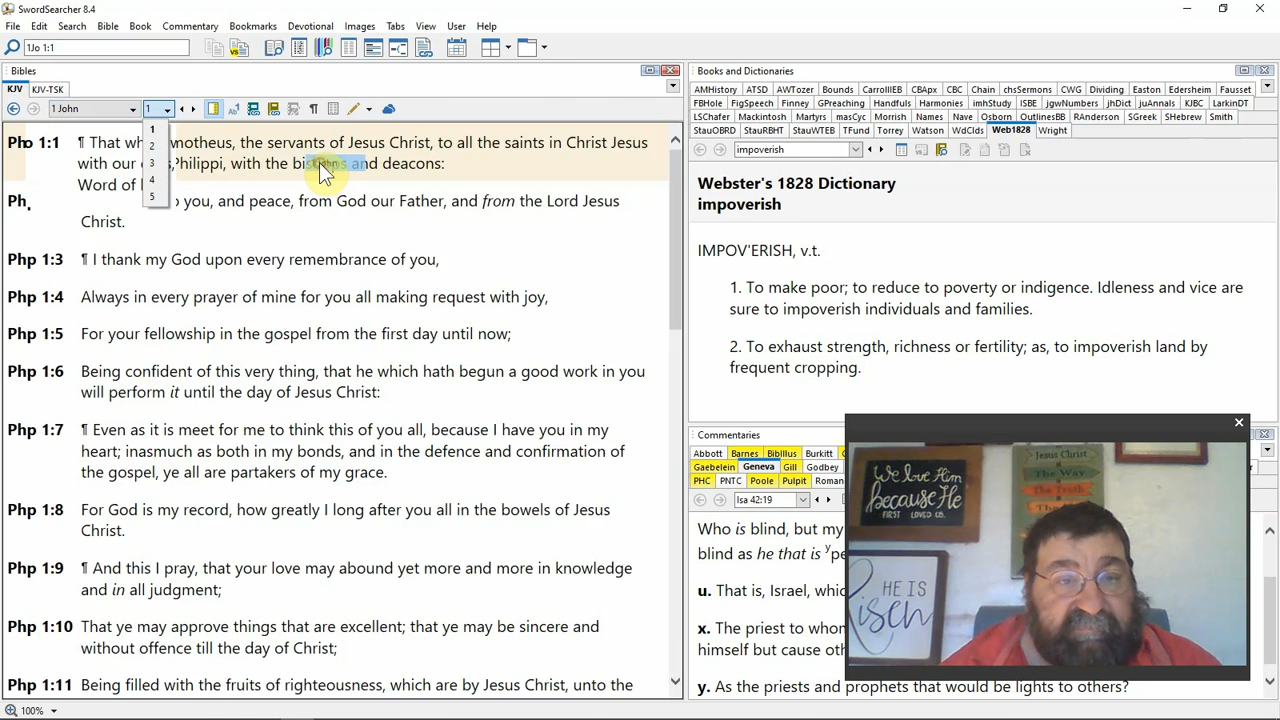 SwordSearcher 8.4
File Edit Search Bible Book Commentary Bookmarks Devotional Images Tabs View User Help
1Jo 1:1
Bibles
KJV KJV-TSK
1 John 1
1
2
3
4
5
1:1 ¶ That notheus, the servants of Jesus Christ, to all the saints in Christ Jesus
with our Philippi, with the and deacons:
Word of
you, and peace, from God our Father, and from the Lord Jesus
Christ.
Php 1:3 ¶ I thank my God upon every remembrance of you,
Php 1:4 Always in every prayer of mine for you all making request with joy,
Php 1:5 For your fellowship in the gospel from the first day until now;
Php 1:6 Being confident of this very thing, that he which hath begun a good work in you
will perform it until the day of Jesus Christ:
Php 1:7 ¶ Even as it is meet for me to think this of you all, because I have you in my
heart; inasmuch as both in my bonds, and in the defence and confirmation of
the gospel, ye all are partakers of my grace.
Php 1:8 For God is my record, how greatly I long after you all in the bowels of Jesus
Christ.
Php 1:9 ¶ And this I pray, that your love may abound yet more and more in knowledge
and in all judgment;
Php 1:10 That ye may approve things that are excellent; that ye may be sincere and
without offence till the day of Christ;
Php 1:11 Being filled with the fruits of righteousness, which are by Jesus Christ, unto the
100%
Books and Dictionaries
AMHistory ATSD AWTozer Bounds CarrollIEB CBApx CBC Chain chsSermons CWG Dividing Easton Edersheim Fausset
FBHole FigSpeech GPreaching Handfuls Harmonies imhStudy ISBE JewMoodguns jhDict juAnnals KJBC LarkinDT
LSChafer Mackintosh Martyrs McCheyne Morrish Names Nave Osborn OutlinesBB RAnderson SGreek SHebrew Smith
StauOBRD StauRBHT StauWTEB TFund Torrey Watson WdClds Web1828 Wright
impoverish
Webster's 1828 Dictionary
impoverish
IMPOV'ERISH, v.t.
1. To make poor; to reduce to poverty or indigence. Idleness and vice are
sure to impoverish individuals and families.
2. To exhaust strength, richness or fertility; as, to impoverish land by
frequent cropping.
Commentaries
Abbott Barnes BibIllus Burkitt
Gaebelein Geneva Gill Godbey
PHC PNTC Poole Pulpit Roman
Isa 42:19
Who is blind, but my
blind as he that is
u. That is, Israel,
x. The priest to whom
himself but cause
y. As the priests and prophets that would be lights to others?
We love Him
because He
FIRST LOVED US.
Jesus Christ
The Way
The Truth
HE IS
Risen